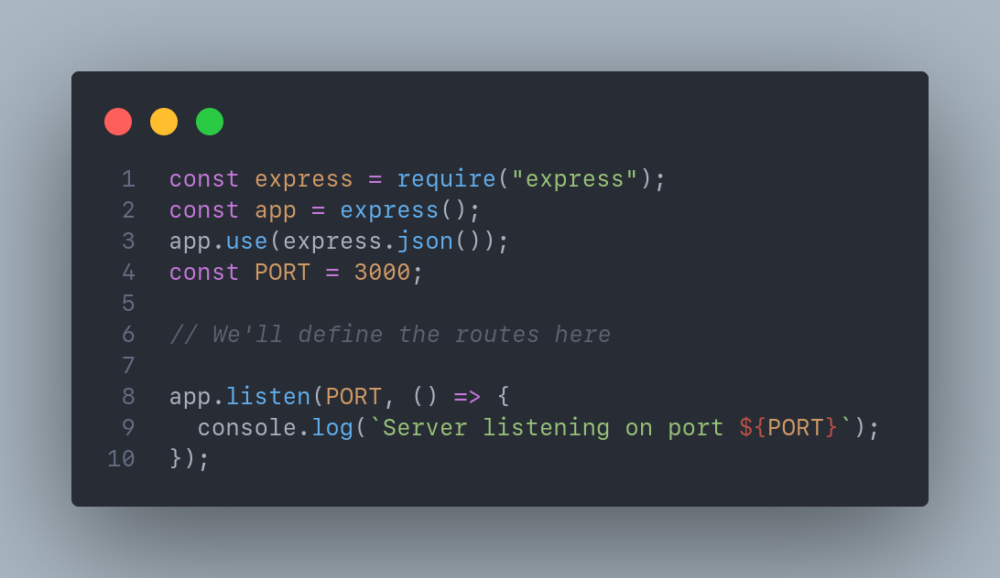 1 const express = require("express");
2 const app = express();
3 app.use(express.json());
4 const PORT = 3000;
5
6 // We'll define the routes here
7
8 app.listen(PORT, () => {
9   console.log(`Server listening on port ${PORT}`);
10 });